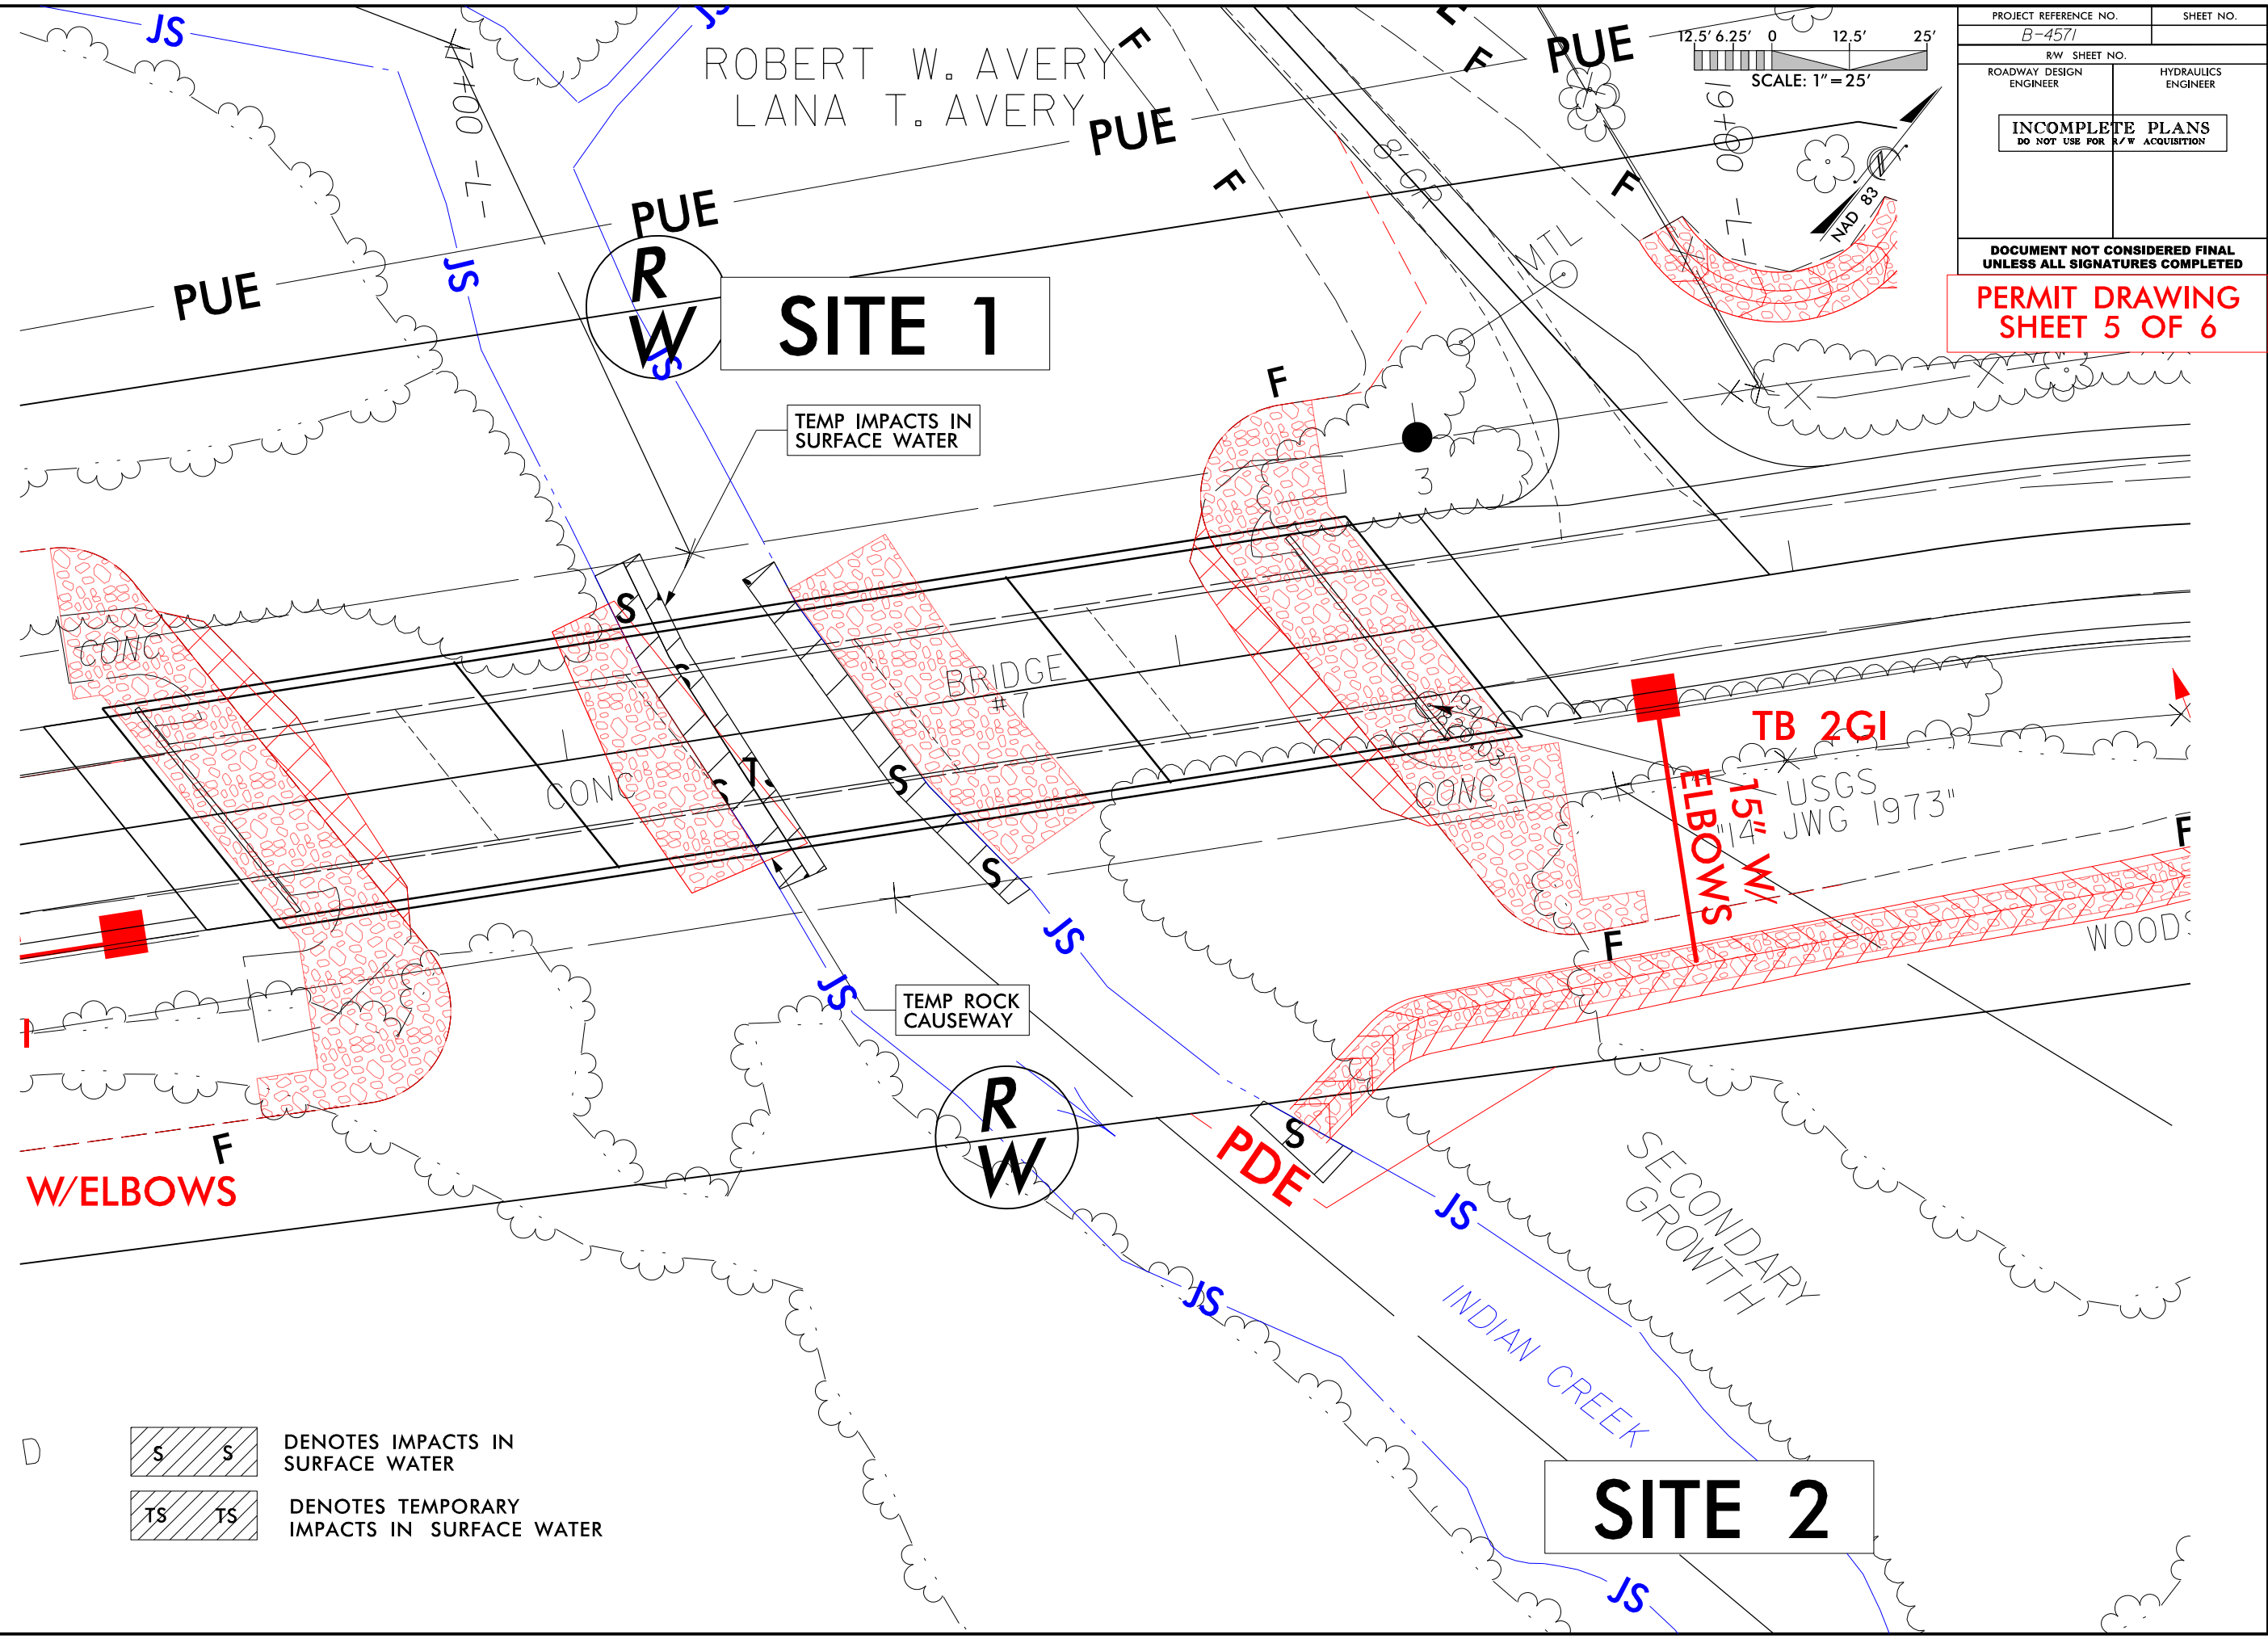 PROJECT REFERENCE NO.
SHEET NO.
B-4571
RW SHEET NO.
ROADWAY DESIGN
ENGINEER
HYDRAULICS
ENGINEER
INCOMPLETE PLANS
DO NOT USE FOR R/W ACQUISITION
DOCUMENT NOT CONSIDERED FINAL
UNLESS ALL SIGNATURES COMPLETED
PERMIT DRAWING
SHEET 5 OF 6
12.5' 6.25' 0 12.5' 25'
SCALE: 1"=25'
NAD 83
JS
JS
ROBERT W. AVERY
LANA T. AVERY
F
F
F
F
PUE
PUE
PUE
PUE
17+00 -L-
19+00 -L-
JS
R
W
JS
SITE 1
MTL
F
3
TEMP IMPACTS IN
SURFACE WATER
S
S
CONC
BRIDGE
#7
CONC
S
TS
S
S
CONC
TB 2GI
15" W/
ELBOWS
USGS
"14 JWG 1973"
F
F
WOODS
JS
JS
TEMP ROCK
CAUSEWAY
R
W
F
W/ELBOWS
S
PDE
JS
JS
SECONDARY
GROWTH
INDIAN CREEK
SITE 2
JS
D
S S
DENOTES IMPACTS IN
SURFACE WATER
TS TS
DENOTES TEMPORARY
IMPACTS IN SURFACE WATER